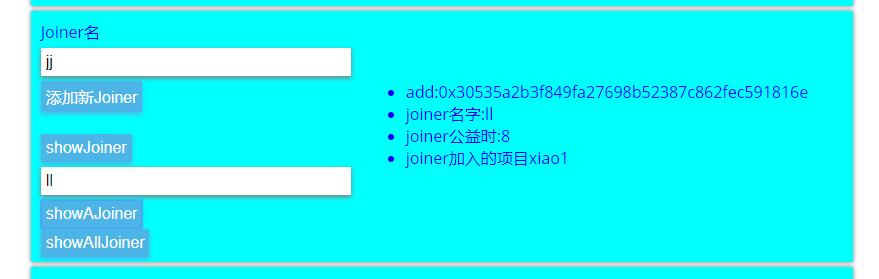 Joiner名
jj
添加新Joiner
showJoiner
ll
showAJoiner
showAllJoiner
add:0x30535a2b3f849fa27698b52387c862fec591816e
joiner名字:ll
joiner公益时:8
joiner加入的项目xiao1